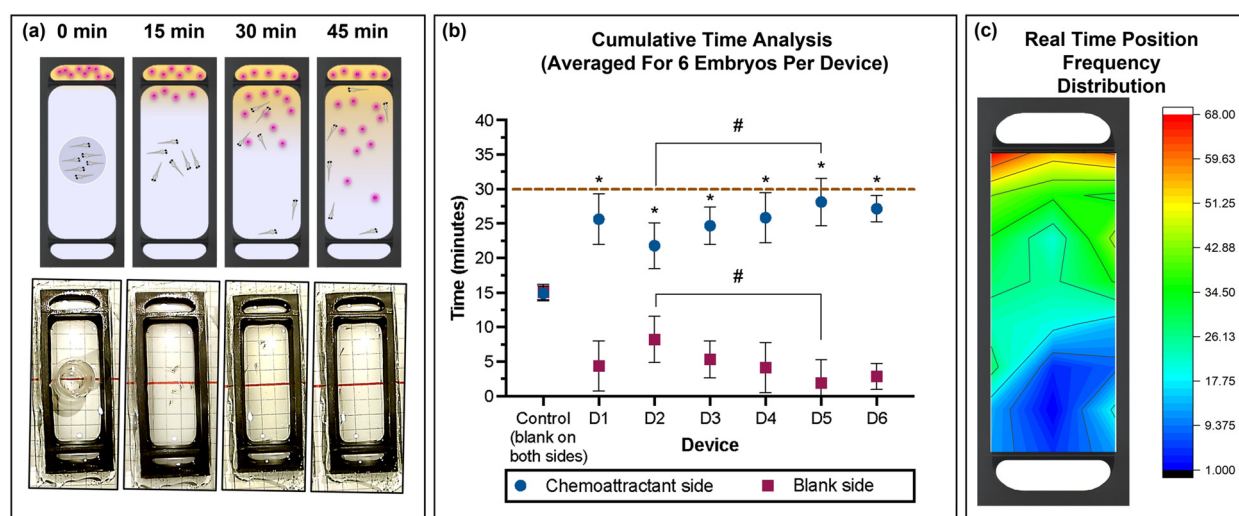 (a) 0 min 15 min 30 min 45 min
(b)
Cumulative Time Analysis
(Averaged For 6 Embryos Per Device)
Time (minutes)
40
35
30
25
20
15
10
5
0
#
#
* * * * * *
Control
(blank on
both sides)
D1 D2 D3 D4 D5 D6
Device
Chemoattractant side Blank side
(c)
Real Time Position
Frequency
Distribution
68.00
59.63
51.25
42.88
34.50
26.13
17.75
9.375
1.000